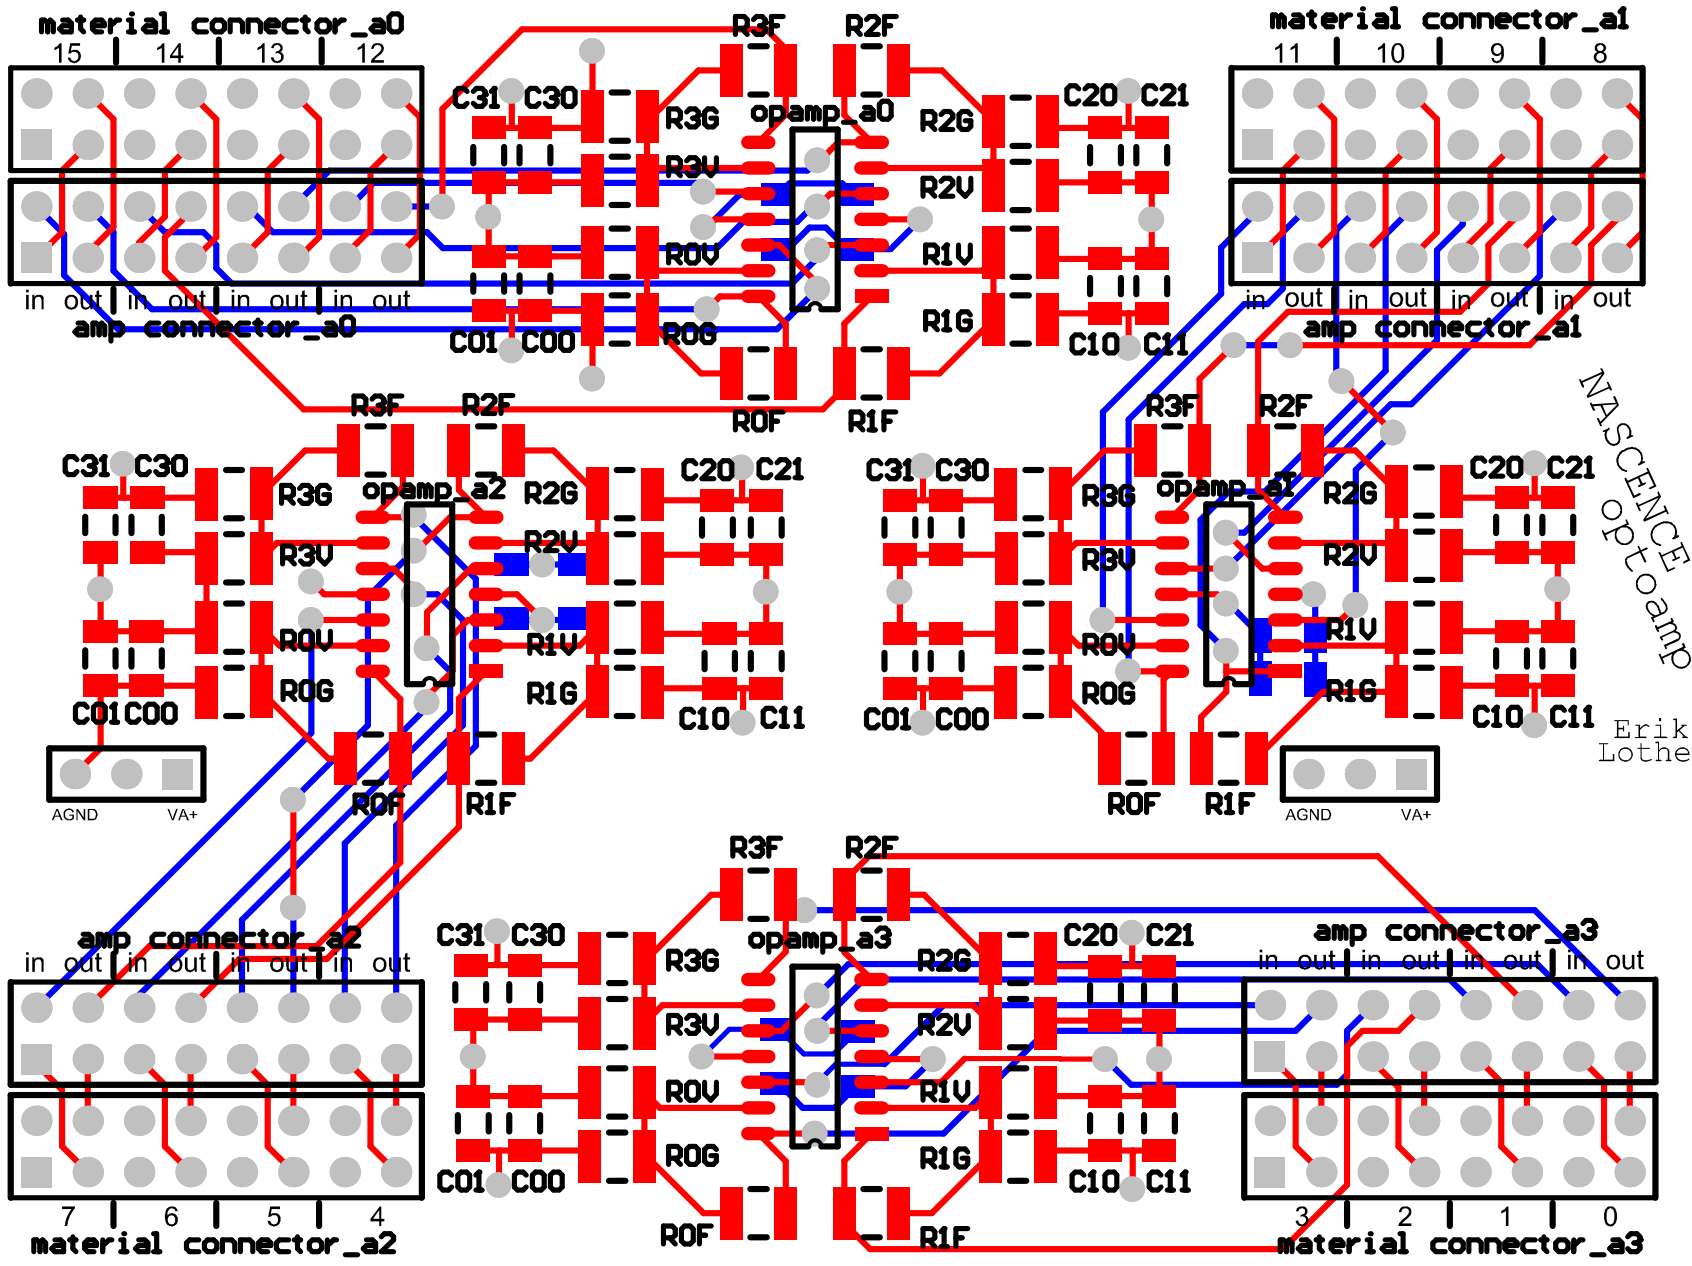 material connector_a0
15 14 13 12
in out in out in out in out
amp connector_a0
R3F R2F
C31 C30 R3G opamp_a0 R2G C20 C21
R3V R2V
R0V R1V
C01 C00 R0G R1G C10 C11
R0F R1F
material connector_a1
11 10 9 8
in out in out in out in out
amp connector_a1
NASCENCE
optoamp
Erik
Lothe
R3F R2F
C31 C30 R3G opamp_a2 R2G C20 C21
R3V R2V
R0V R1V
C01 C00 R0G R1G C10 C11
R0F R1F
AGND VA+
R3F R2F
C31 C30 R3G opamp_a1 R2G C20 C21
R3V R2V
R0V R1V
C01 C00 R0G R1G C10 C11
R0F R1F
AGND VA+
amp connector_a2
in out in out in out in out
7 6 5 4
material connector_a2
R3F R2F
C31 C30 R3G opamp_a3 R2G C20 C21
R3V R2V
R0V R1V
C01 C00 R0G R1G C10 C11
R0F R1F
amp connector_a3
in out in out in out in out
3 2 1 0
material connector_a3